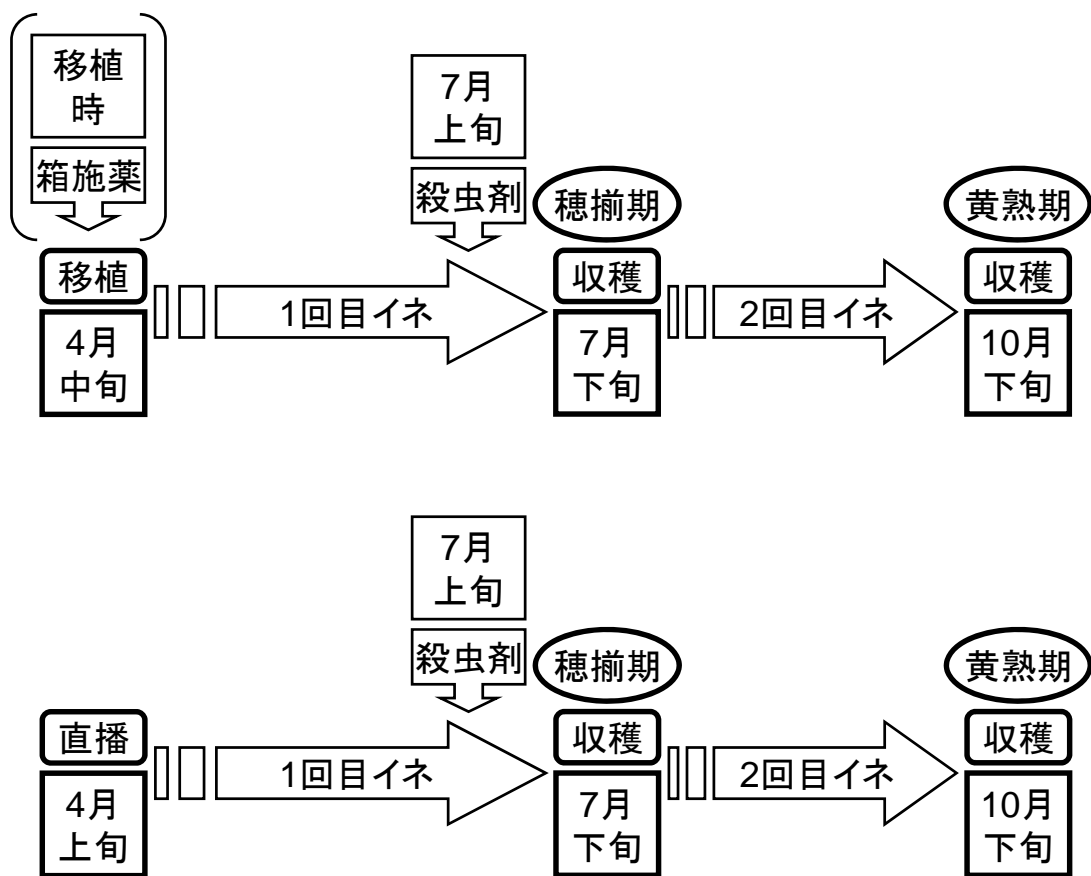 移植
時
箱施薬
7月
上旬
殺虫剤
穂揃期
黄熟期
移植
1回目イネ
収穫
2回目イネ
収穫
4月
中旬
7月
下旬
10月
下旬
7月
上旬
殺虫剤
穂揃期
黄熟期
直播
1回目イネ
収穫
2回目イネ
収穫
4月
上旬
7月
下旬
10月
下旬